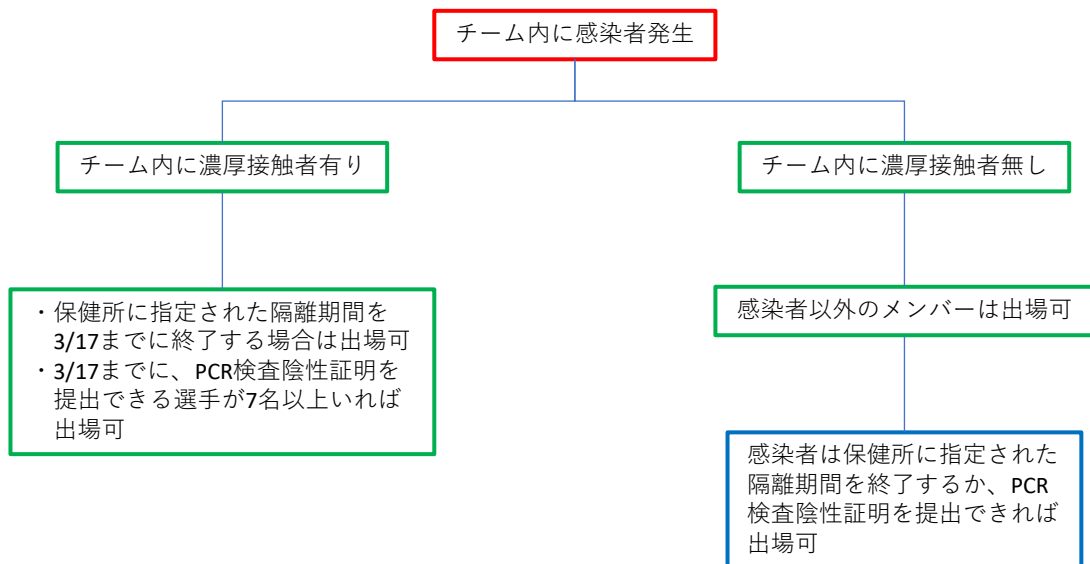 チーム内に感染者発生
チーム内に濃厚接触者有り
チーム内に濃厚接触者無し
・保健所に指定された隔離期間を
3/17までに終了する場合は出場可
・3/17までに、PCR検査陰性証明を
提出できる選手が7名以上いれば
出場可
感染者以外のメンバーは出場可
感染者は保健所に指定された
隔離期間を終了するか、PCR
検査陰性証明を提出できれば
出場可